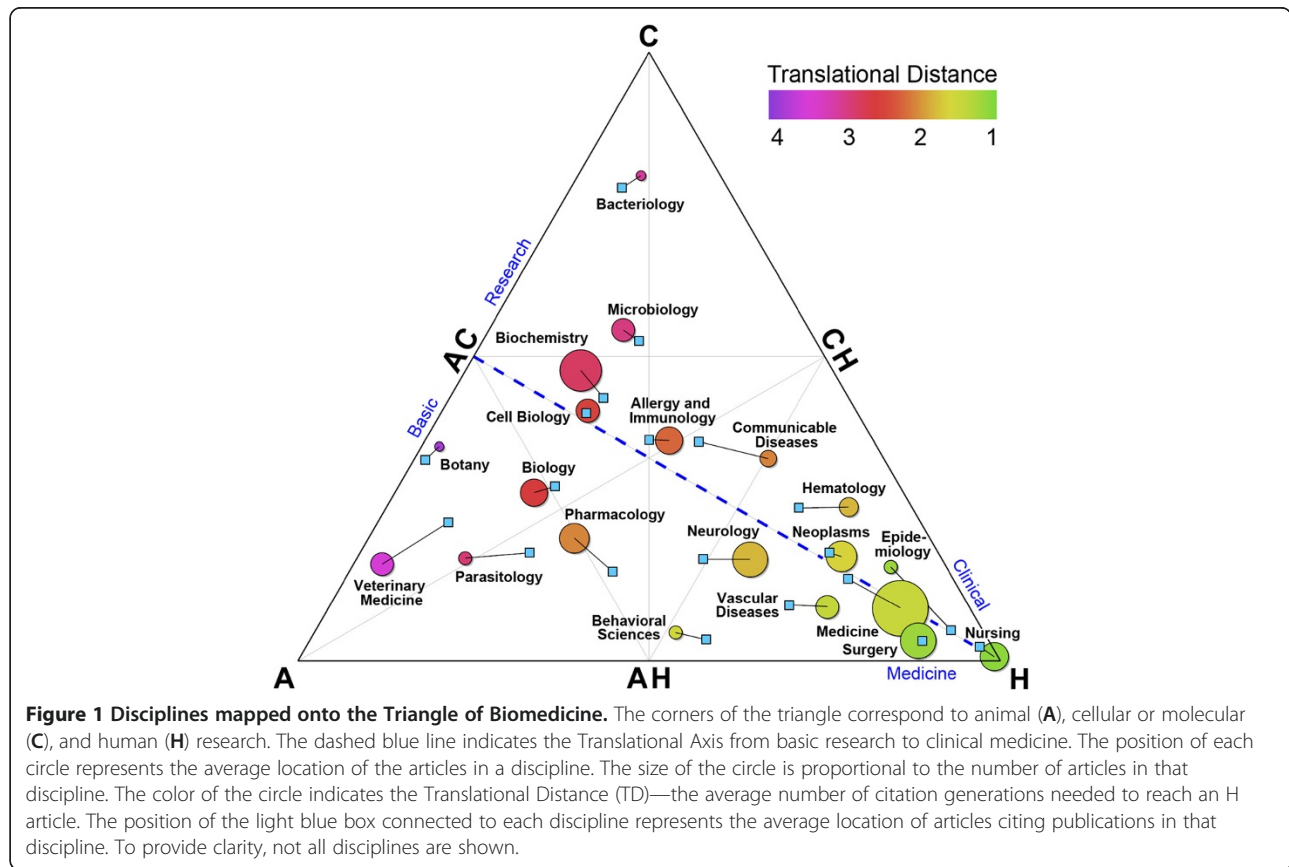 C
Translational Distance
4 3 2 1
Bacteriology
Research
Microbiology
Biochemistry
AC
CH
Cell Biology
Allergy and
Immunology
Communicable
Diseases
Basic
Botany
Biology
Hematology
Pharmacology
Neurology
Neoplasms
Epide-
miology
Clinical
Veterinary
Medicine
Parasitology
Vascular
Diseases
Behavioral
Sciences
Medicine
Surgery
Nursing
Medicine
A
AH
H
Figure 1 Disciplines mapped onto the Triangle of Biomedicine. The corners of the triangle correspond to animal (A), cellular or molecular
(C), and human (H) research. The dashed blue line indicates the Translational Axis from basic research to clinical medicine. The position of each
circle represents the average location of the articles in a discipline. The size of the circle is proportional to the number of articles in that
discipline. The color of the circle indicates the Translational Distance (TD)—the average number of citation generations needed to reach an H
article. The position of the light blue box connected to each discipline represents the average location of articles citing publications in that
discipline. To provide clarity, not all disciplines are shown.